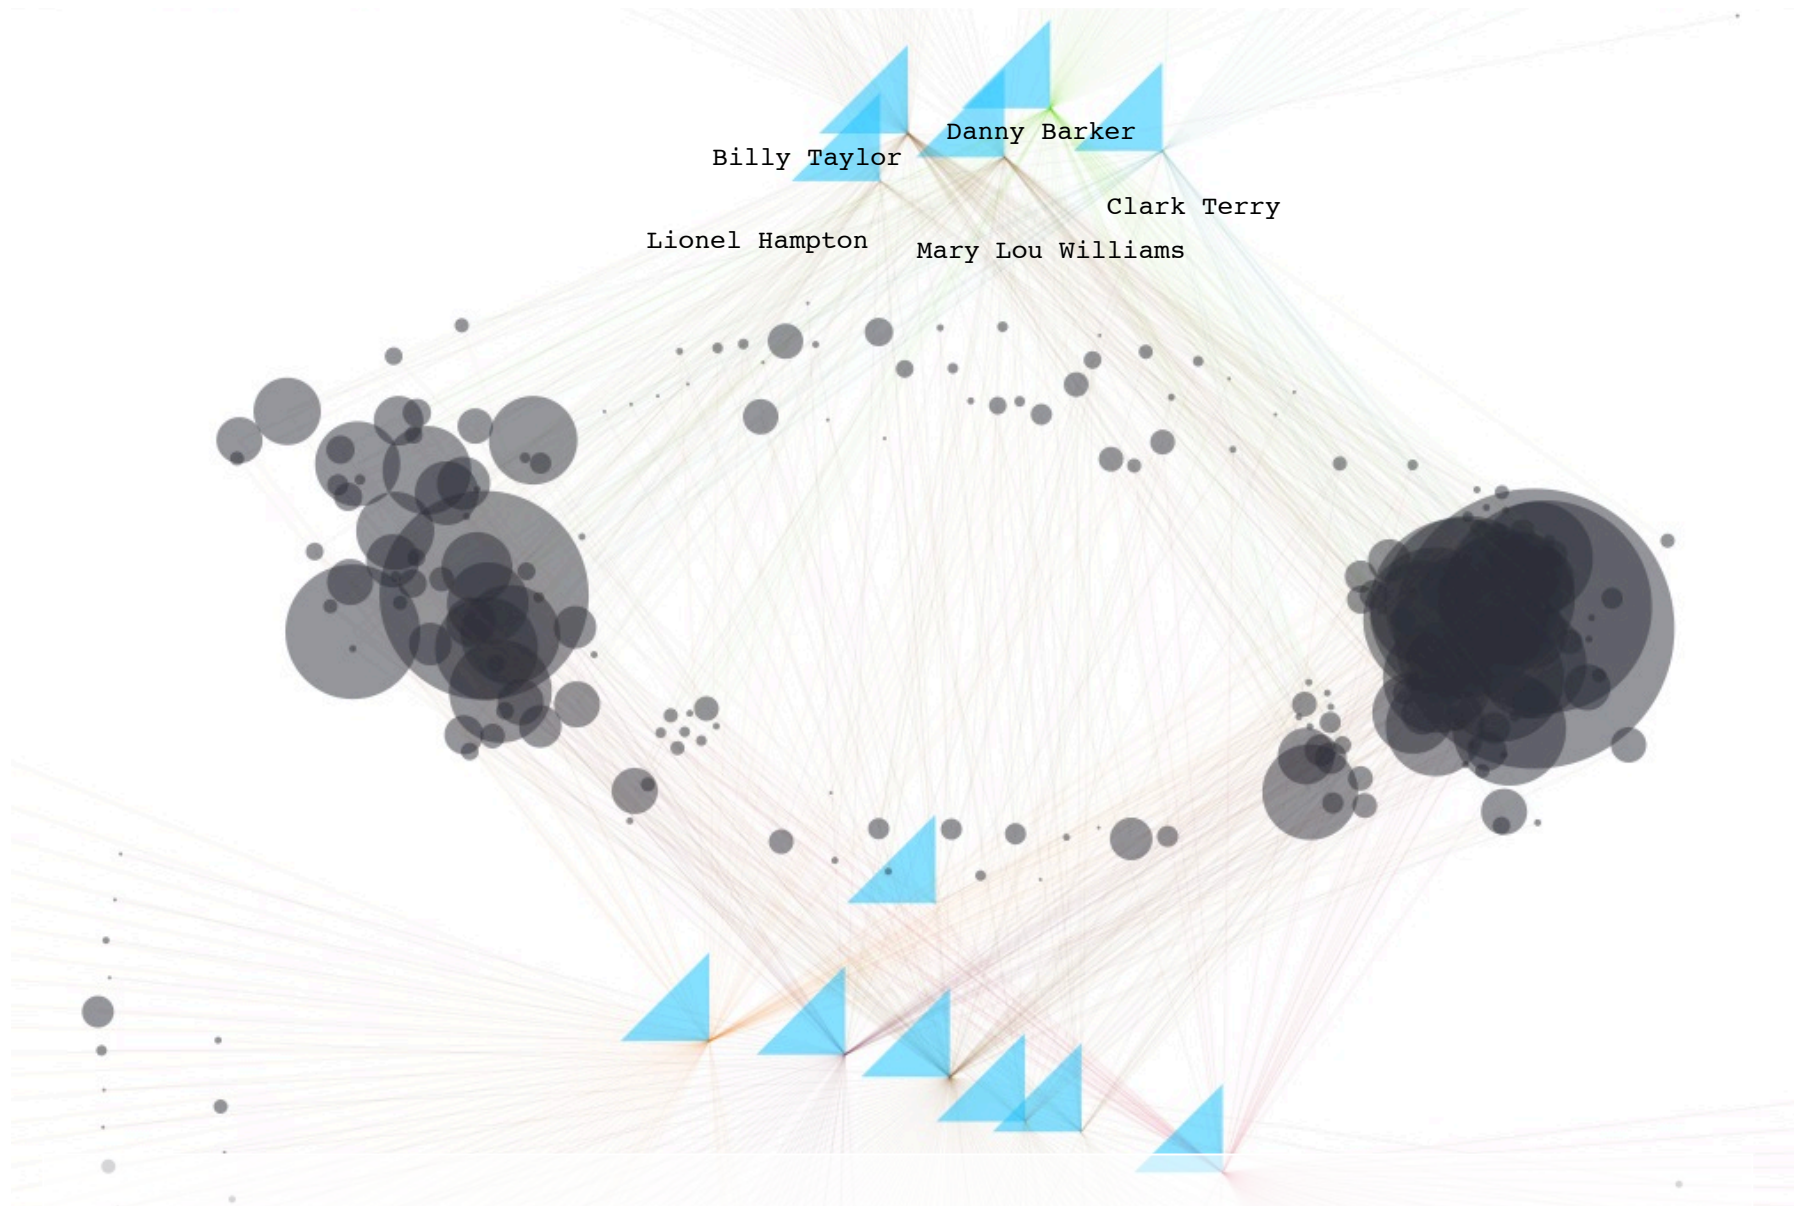 Danny Barker
Billy Taylor
Clark Terry
Lionel Hampton
Mary Lou Williams